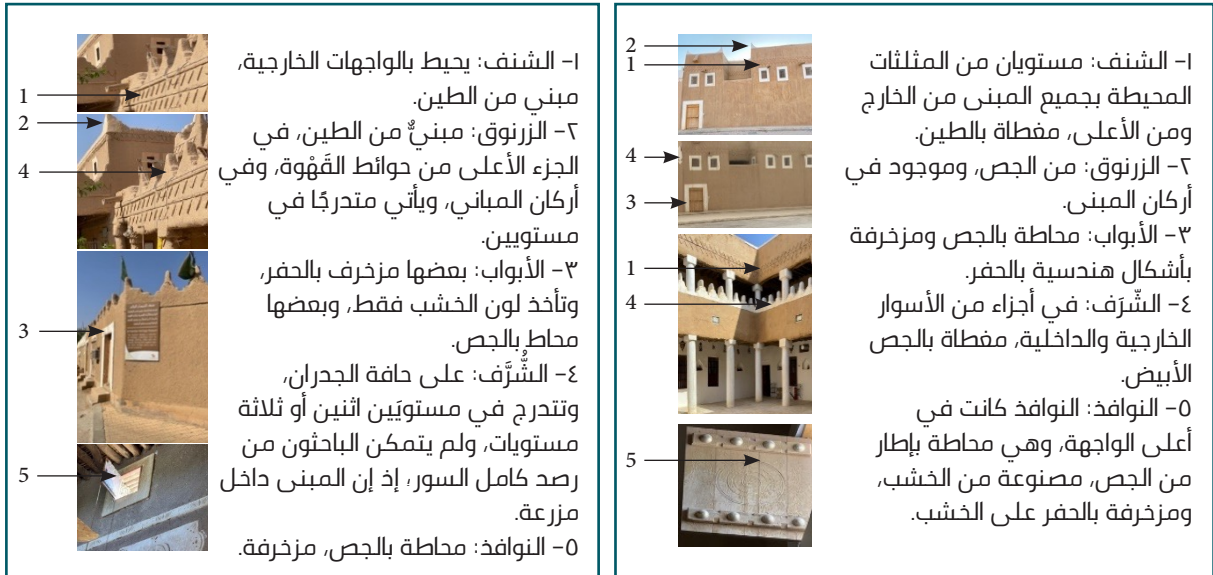 ١- الشنف: مستويان من المثلثات
المحيطة بجميع المبنى من الخارج
ومن الأعلى، مغطاة بالطين.
٢- الزرنوق: من الجص، وموجود في
أركان المبنى.
٣- الأبواب: محاطة بالجص ومزخرفة
بأشكال هندسية بالحفر.
٤- الشّرَف: في أجزاء من الأسوار
الخارجية والداخلية، مغطاة بالجص
الأبيض.
٥- النوافذ: النوافذ كانت في
أعلى الواجهة، وهي محاطة بإطار
من الجص، مصنوعة من الخشب،
ومزخرفة بالحفر على الخشب.
2
1
4
3
1
4
5
١- الشنف: يحيط بالواجهات الخارجية،
مبني من الطين.
٢- الزرنوق: مبنيٌّ من الطين، في
الجزء الأعلى من حوائط القَهْوة، وفي
أركان المباني، ويأتي متدرجًا في
مستويين.
٣- الأبواب: بعضها مزخرف بالحفر،
وتأخذ لون الخشب فقط، وبعضها
محاط بالجص.
٤- الشُّرَّف: على حافة الجدران،
وتتدرج في مستويَين اثنين أو ثلاثة
مستويات، ولم يتمكن الباحثون من
رصد كامل السور؛ إذ إن المبنى داخل
مزرعة.
٥- النوافذ: محاطة بالجص، مزخرفة.
1
2
4
3
5